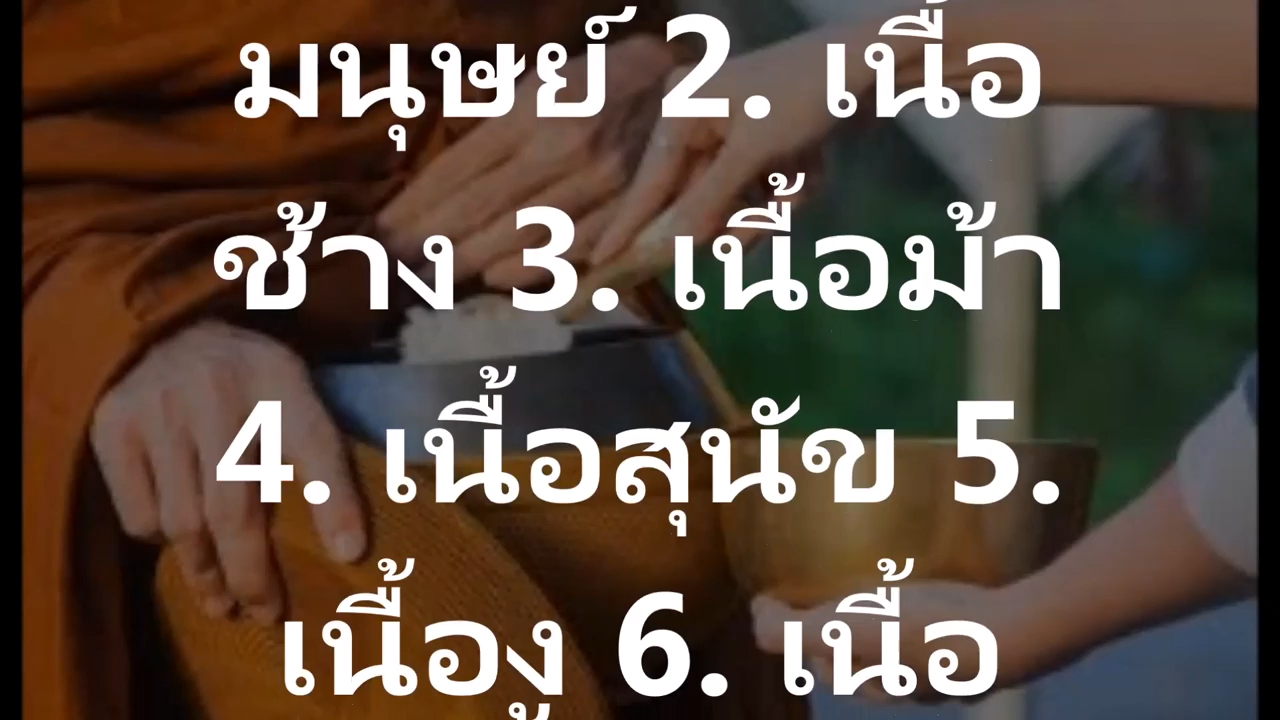 มนุษย์ 2. เนื้อ
ช้าง 3. เนื้อม้า
4. เนื้อสุนัข 5.
เนื้องู 6. เนื้อ